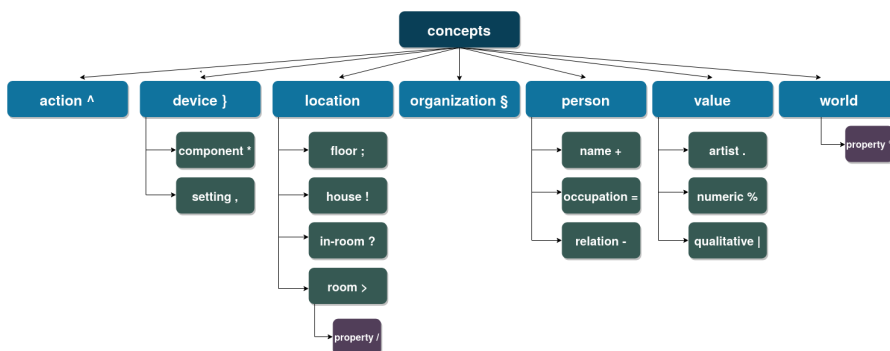 concepts
action ^
device }
location
organization §
person
value
world
component *
floor ;
name +
artist .
property
setting ,
house !
occupation =
numeric %
in-room ?
relation -
qualitative |
room >
property /